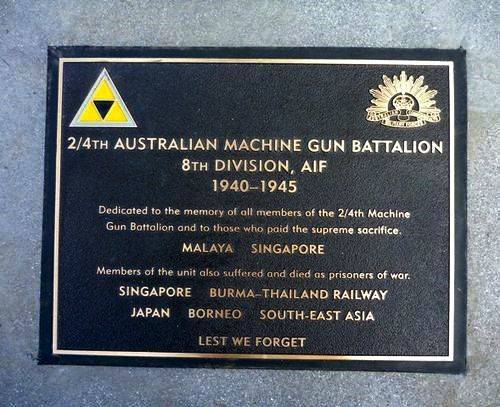 2/4TH AUSTRALIAN MACHINE GUN BATTALION
8TH DIVISION, AIF
1940–1945
Dedicated to the memory of all members of the 2/4th Machine
Gun Battalion and to those who paid the supreme sacrifice.
MALAYA SINGAPORE
Members of the unit also suffered and died as prisoners of war.
SINGAPORE BURMA–THAILAND RAILWAY
JAPAN BORNEO SOUTH-EAST ASIA
LEST WE FORGET